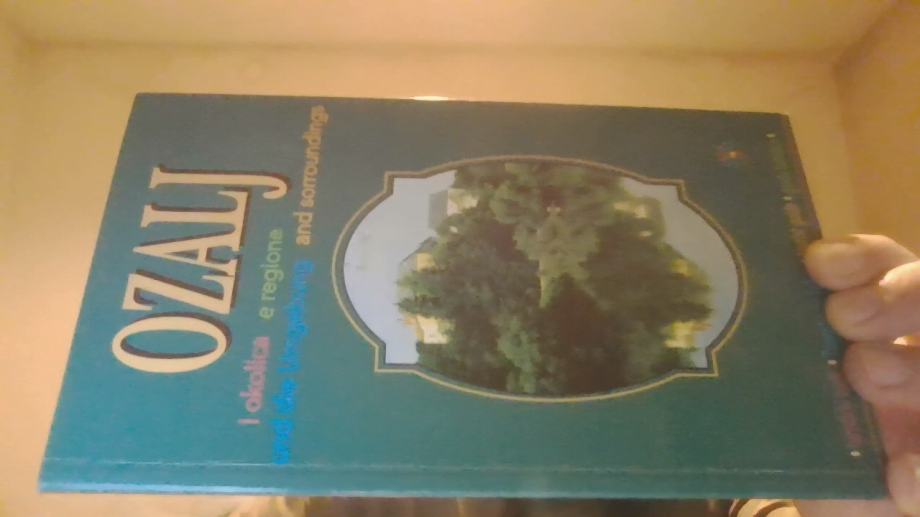 OZALJ
i okolica e regione
und die Umgebung and sorroundings